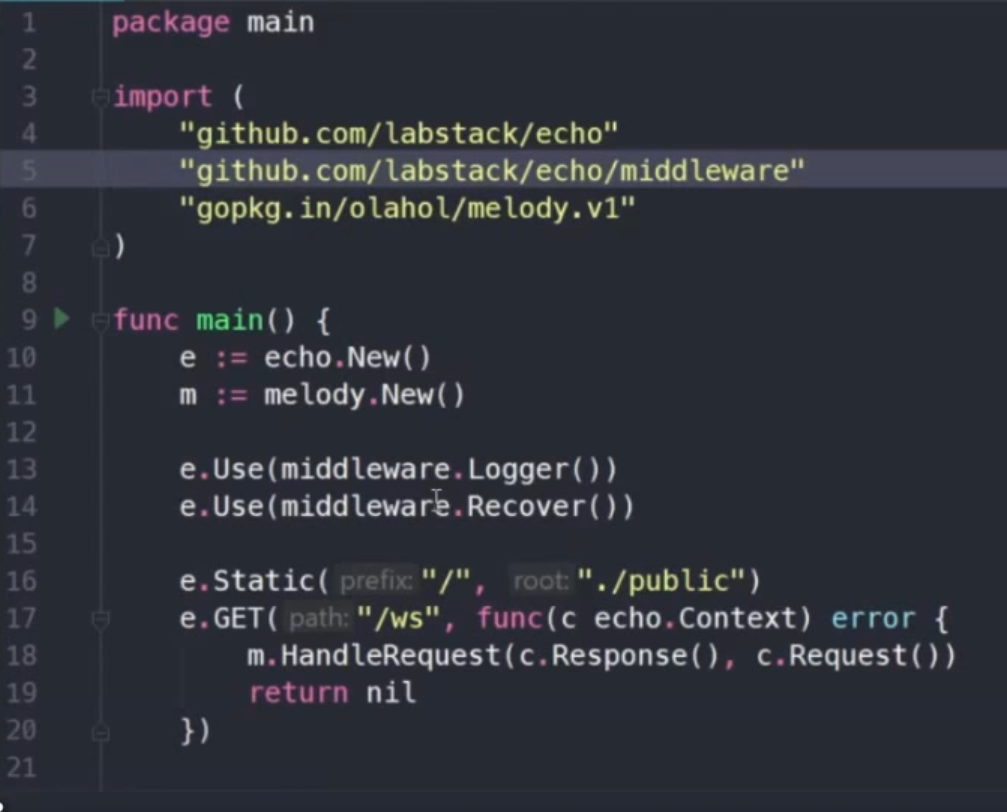 1 package main
2
3 import (
4     "github.com/labstack/echo"
5     "github.com/labstack/echo/middleware"
6     "gopkg.in/olahol/melody.v1"
7 )
8
9 func main() {
10     e := echo.New()
11     m := melody.New()
12
13     e.Use(middleware.Logger())
14     e.Use(middleware.Recover())
15
16     e.Static( prefix: "/", root: "./public")
17     e.GET( path: "/ws", func(c echo.Context) error {
18         m.HandleRequest(c.Response(), c.Request())
19         return nil
20     })
21